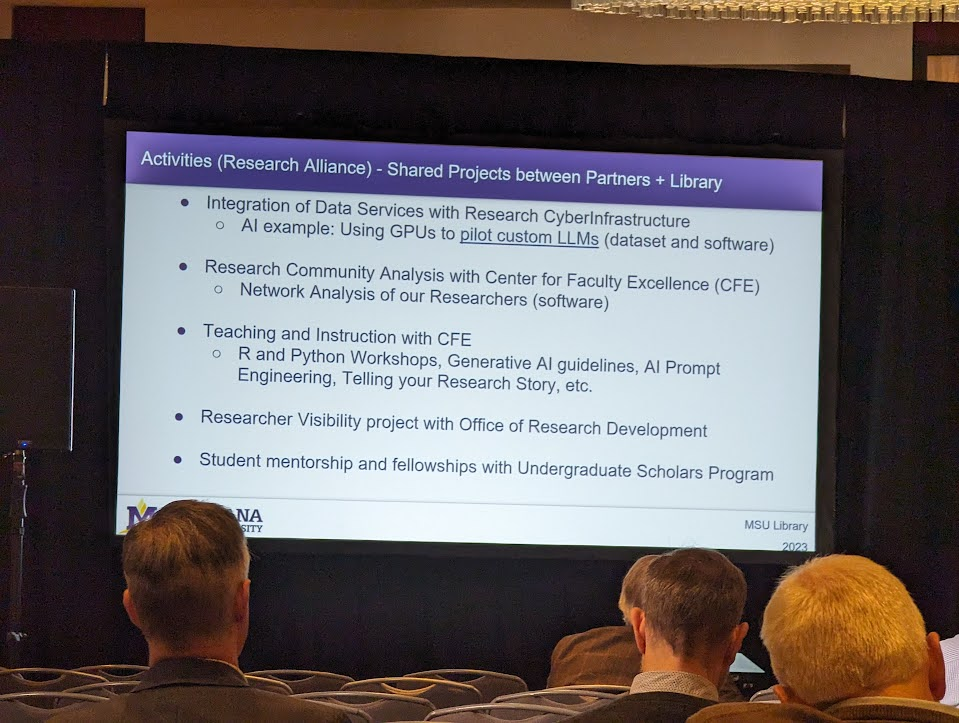 Activities (Research Alliance) - Shared Projects between Partners + Library
● Integration of Data Services with Research CyberInfrastructure
○ AI example: Using GPUs to pilot custom LLMs (dataset and software)
● Research Community Analysis with Center for Faculty Excellence (CFE)
○ Network Analysis of our Researchers (software)
● Teaching and Instruction with CFE
○ R and Python Workshops, Generative AI guidelines, AI Prompt
Engineering, Telling your Research Story, etc.
● Researcher Visibility project with Office of Research Development
● Student mentorship and fellowships with Undergraduate Scholars Program
MSU Library
2023